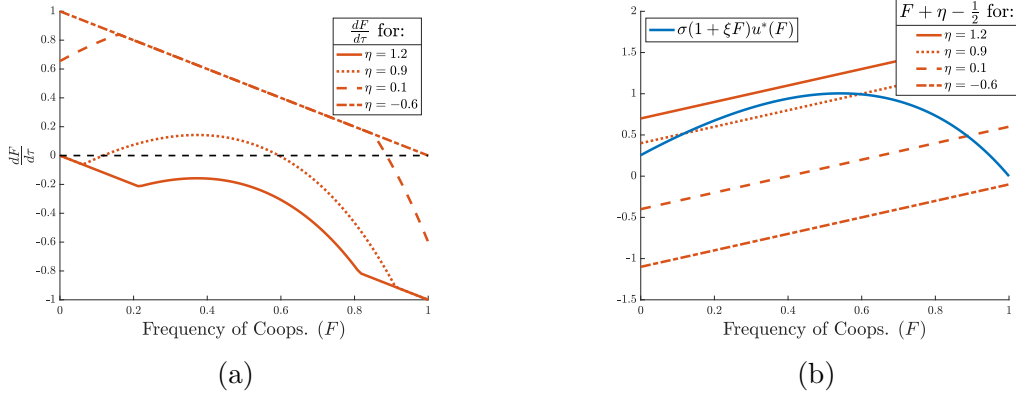 dF/dτ for:
η = 1.2
η = 0.9
η = 0.1
η = −0.6
1
0.8
0.6
0.4
0.2
0
-0.2
-0.4
-0.6
-0.8
-1
dF/dτ
0 0.2 0.4 0.6 0.8 1
Frequency of Coops. (F)
(a)
F + η − 1/2 for:
η = 1.2
η = 0.9
η = 0.1
η = −0.6
σ(1 + ξF)u*(F)
2
1.5
1
0.5
0
-0.5
-1
-1.5
0 0.2 0.4 0.6 0.8 1
Frequency of Coops. (F)
(b)